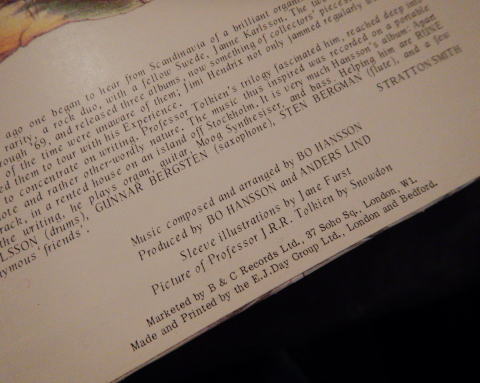 ago one began to hear from Scandinavia of a brilliant organ
rarity, a rock duo, with a fellow Swede, Janne Karlsson. The two
rough '69, and released three albums, now something of collectors' pieces
of the time were unaware of them; Jimi Hendrix not only jammed regularly
ed them to tour with his Experience.
to concentrate on writing, Professor Tolkien's trilogy fascinated him, reached deep into
ote and rather other-wordly nature. The music thus inspired was recorded on a portable
rack, in a rented house on an island off Stockholm. It is very much Hansson's album: apart
the writing, he plays organ, guitar, Moog Synthesiser, and bass. Helping him are RUNE
LSSON (drums), GUNNAR BERGSTEN (saxophone), STEN BERGMAN (flute), and a few
ymous friends'.
STRATTON SMITH
Music composed and arranged by BO HANSSON
Produced by BO HANSSON and ANDERS LIND
Sleeve illustrations by Jane Furst
Picture of Professor J.R.R. Tolkien by Snowdon
Marketed by B & C Records Ltd., 37 Soho Sq., London, W1.
Made and Printed by the E.J.Day Group Ltd., London and Bedford.